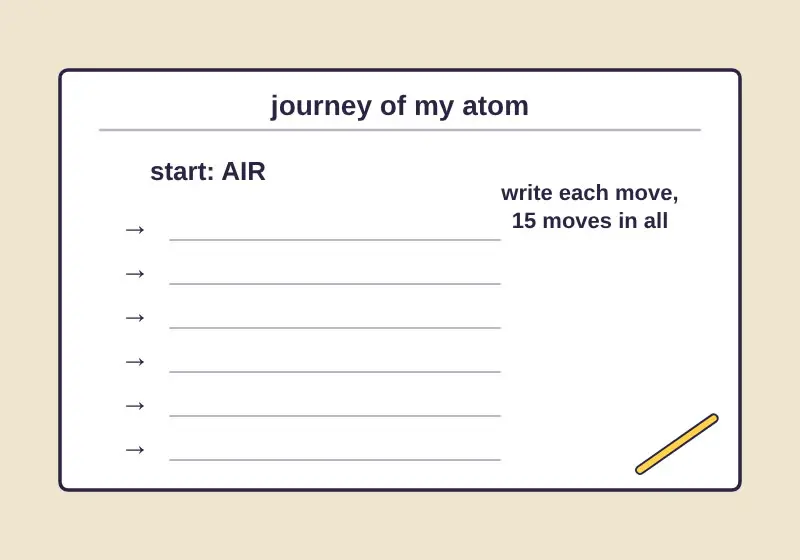 journey of my atom
start: AIR
write each move,
15 moves in all
→
→
→
→
→
→